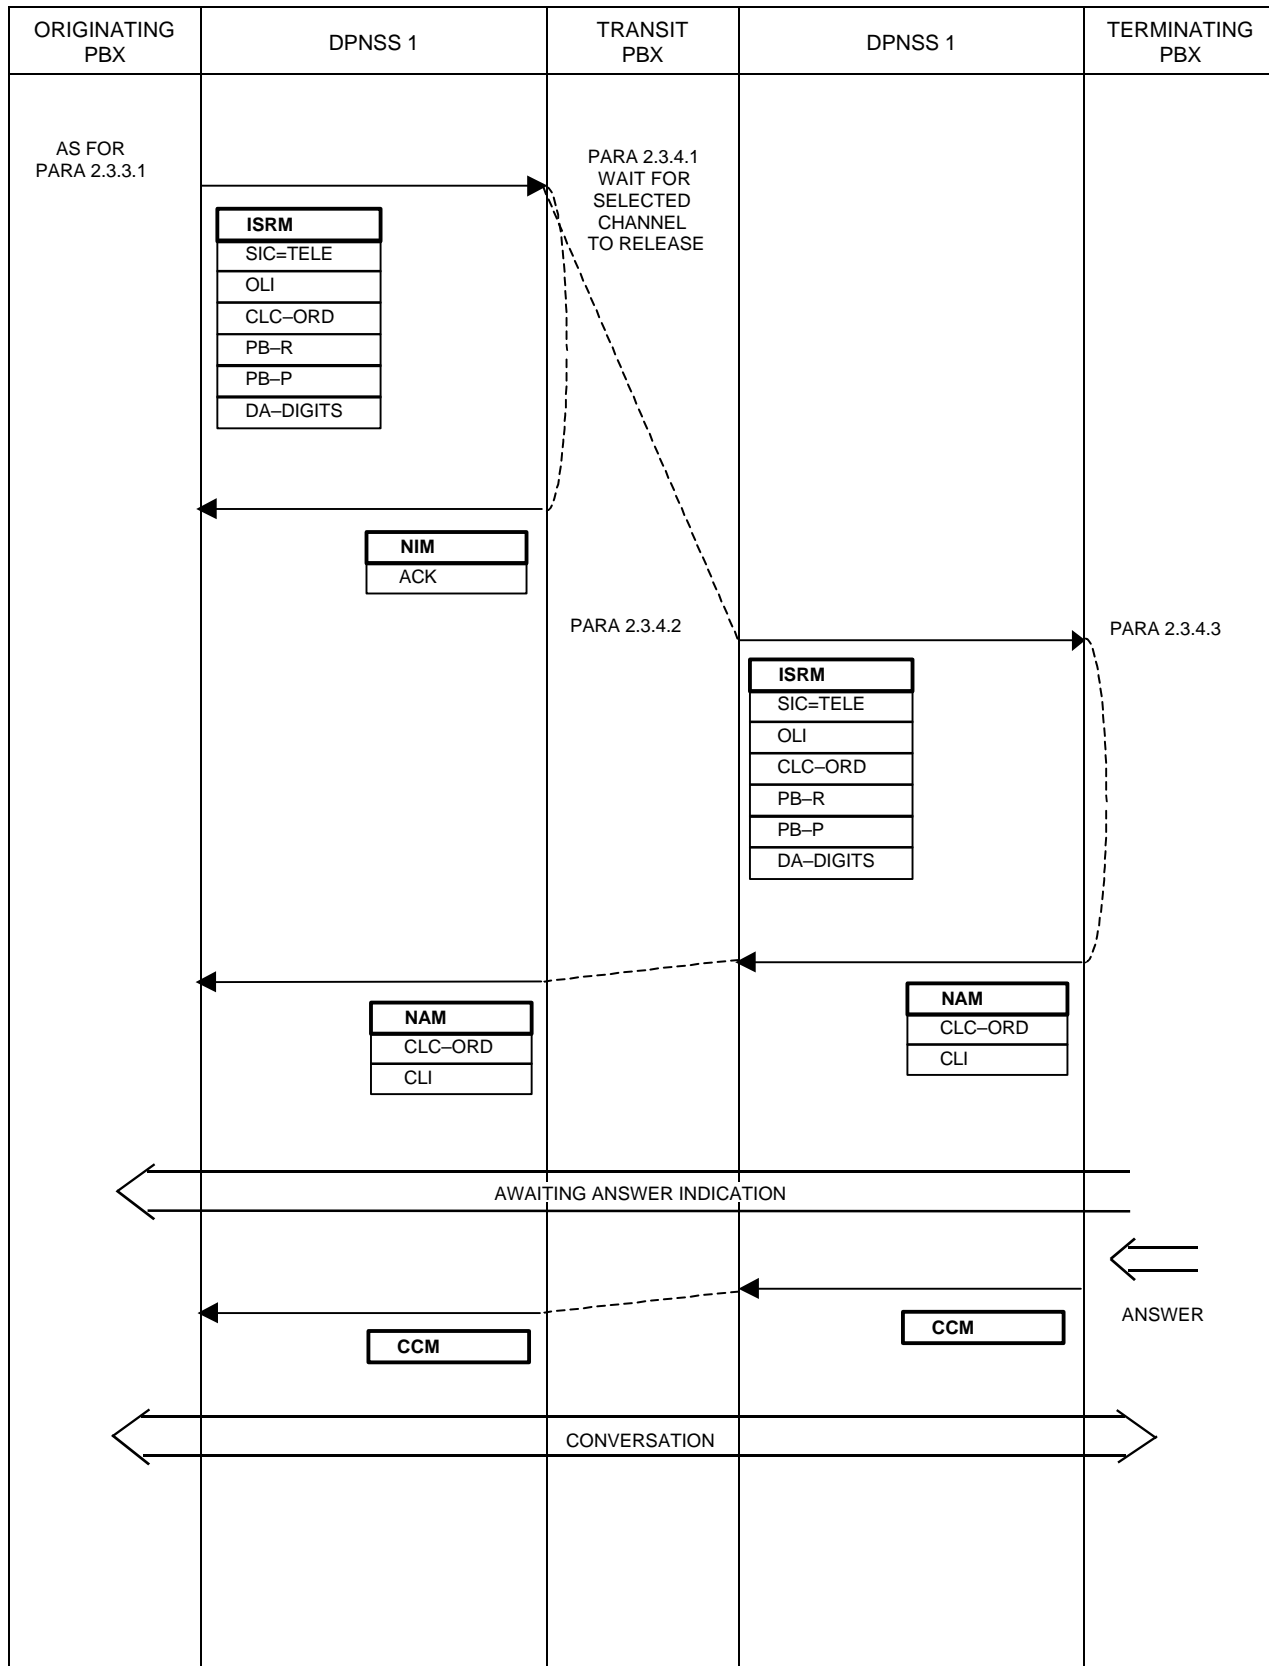 ORIGINATING
PBX
DPNSS 1
TRANSIT
PBX
DPNSS 1
TERMINATING
PBX
AS FOR
PARA 2.3.3.1
PARA 2.3.4.1
WAIT FOR
SELECTED
CHANNEL
TO RELEASE
ISRM
SIC=TELE
OLI
CLC–ORD
PB–R
PB–P
DA–DIGITS
NIM
ACK
PARA 2.3.4.2
PARA 2.3.4.3
ISRM
SIC=TELE
OLI
CLC–ORD
PB–R
PB–P
DA–DIGITS
NAM
CLC–ORD
CLI
NAM
CLC–ORD
CLI
AWAITING ANSWER INDICATION
ANSWER
CCM
CCM
CONVERSATION